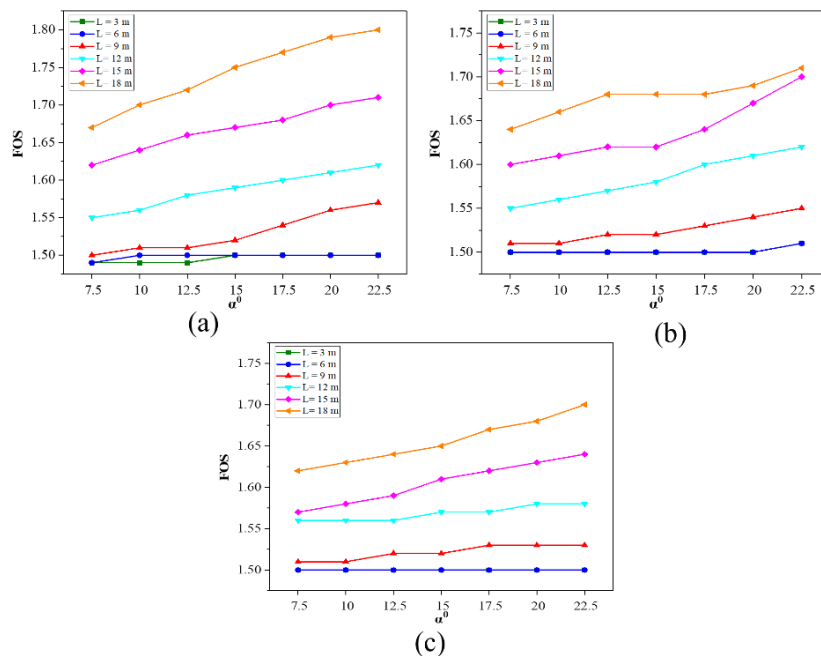 L = 3 m
L = 6 m
L = 9 m
L = 12 m
L = 15 m
L = 18 m
1.80
1.75
1.70
1.65
1.60
1.55
1.50
FOS
7.5 10 12.5 15 17.5 20 22.5
α⁰
(a)
L = 3 m
L = 6 m
L = 9 m
L = 12 m
L = 15 m
L = 18 m
1.75
1.70
1.65
1.60
1.55
1.50
FOS
7.5 10 12.5 15 17.5 20 22.5
α⁰
(b)
L = 3 m
L = 6 m
L = 9 m
L= 12 m
L= 15 m
L= 18 m
1.75
1.70
1.65
1.60
1.55
1.50
FOS
7.5 10 12.5 15 17.5 20 22.5
α⁰
(c)